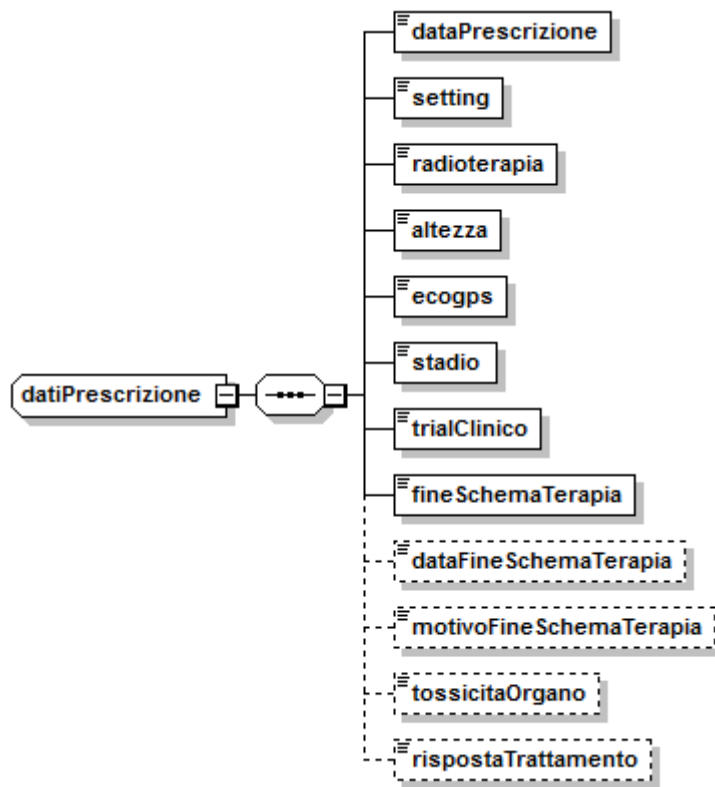 dataPrescrizione
setting
radioterapia
altezza
ecogps
stadio
datiPrescrizione
trialClinico
fineSchemaTerapia
dataFineSchemaTerapia
motivoFineSchemaTerapia
tossicitaOrgano
rispostaTrattamento